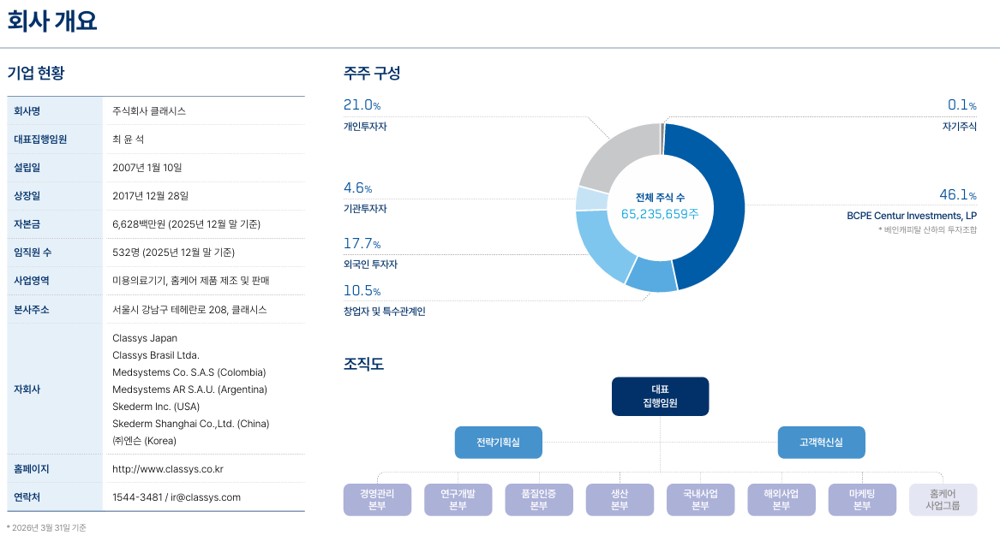 회사 개요
기업 현황
회사명 주식회사 클래시스
대표집행임원 최 윤 석
설립일 2007년 1월 10일
상장일 2017년 12월 28일
자본금 6,628백만원 (2025년 12월 말 기준)
임직원 수 532명 (2025년 12월 말 기준)
사업영역 미용의료기기, 홈케어 제품 제조 및 판매
본사주소 서울시 강남구 테헤란로 208, 클래시스
자회사
Classys Japan
Classys Brasil Ltda.
Medsystems Co. S.A.S (Colombia)
Medsystems AR S.A.U. (Argentina)
Skederm Inc. (USA)
Skederm Shanghai Co.,Ltd. (China)
㈜엔슨 (Korea)
홈페이지 http://www.classys.co.kr
연락처 1544-3481 / ir@classys.com
* 2026년 3월 31일 기준
주주 구성
21.0%
개인투자자
4.6%
기관투자자
17.7%
외국인 투자자
10.5%
창업자 및 특수관계인
전체 주식 수
65,235,659주
0.1%
자기주식
46.1%
BCPE Centur Investments, LP
* 베인캐피탈 산하의 투자조합
조직도
대표
집행임원
전략기획실
고객혁신실
경영관리
본부
연구개발
본부
품질인증
본부
생산
본부
국내사업
본부
해외사업
본부
마케팅
본부
홈케어
사업그룹